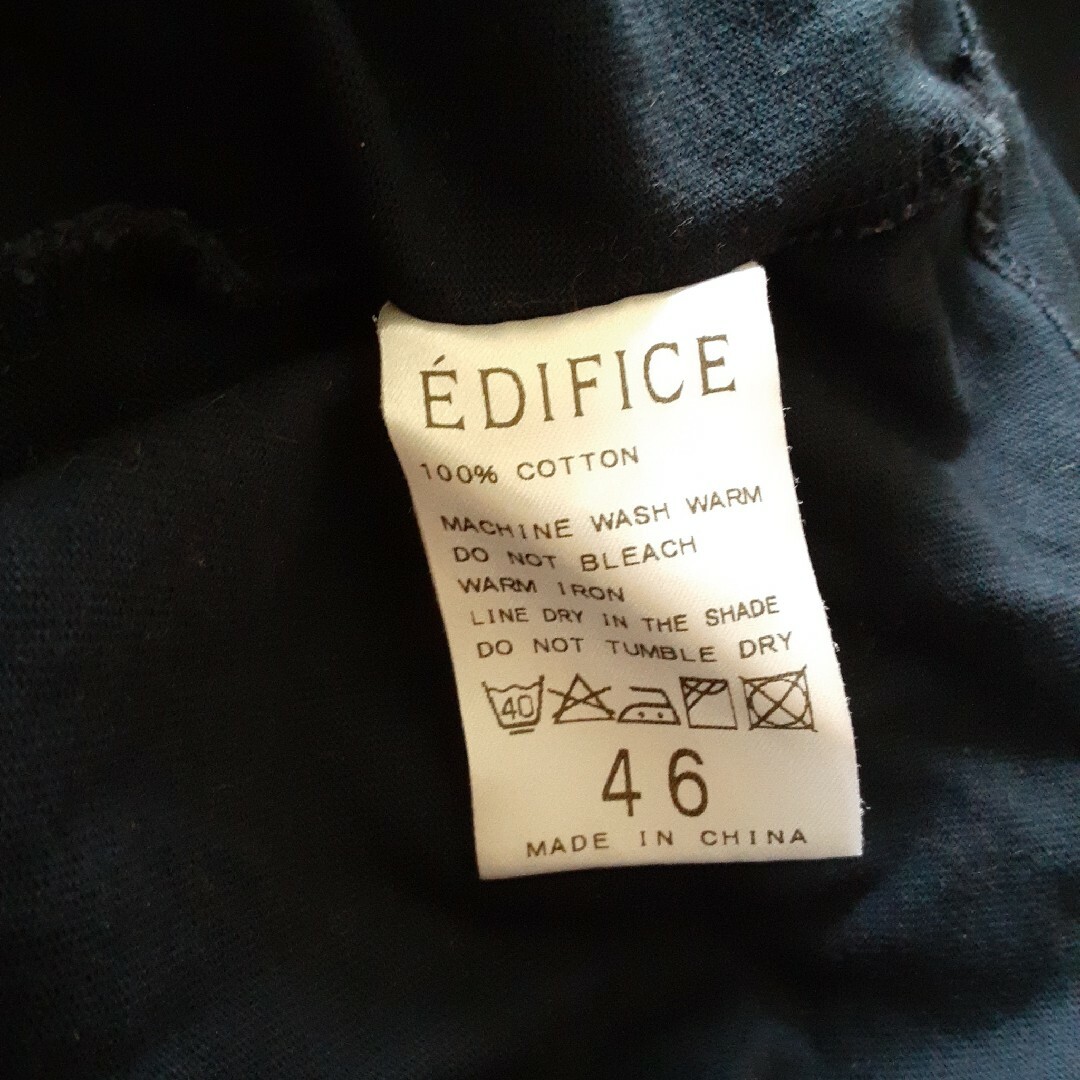 ÉDIFICE
100% COTTON
MACHINE WASH WARM
DO NOT BLEACH
WARM IRON
LINE DRY IN THE SHADE
DO NOT TUMBLE DRY
40
46
MADE IN CHINA